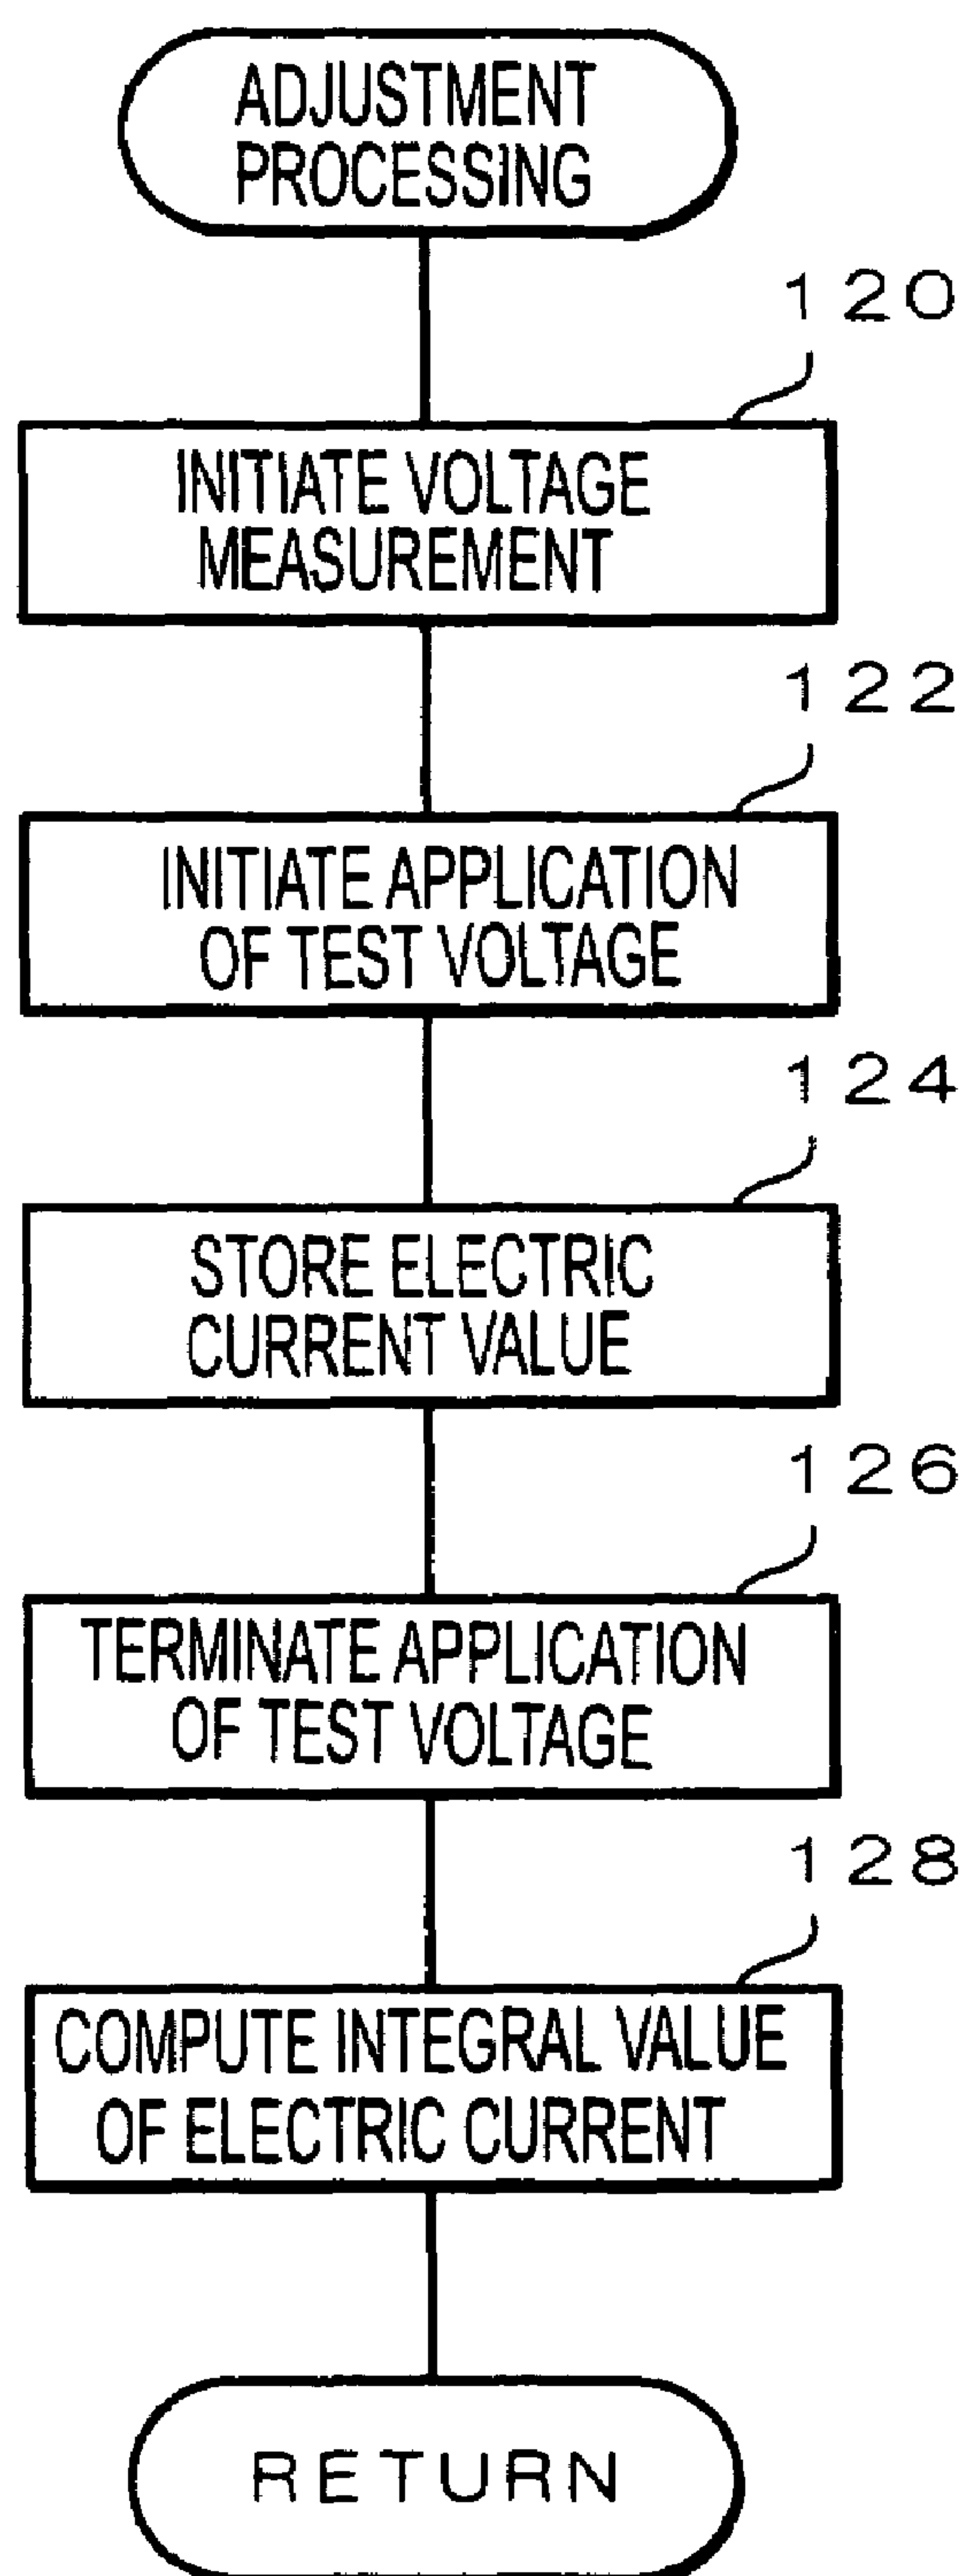 ADJUSTMENT
PROCESSING
120
INITIATE VOLTAGE
MEASUREMENT
122
INITIATE APPLICATION
OF TEST VOLTAGE
124
STORE ELECTRIC
CURRENT VALUE
126
TERMINATE APPLICATION
OF TEST VOLTAGE
128
COMPUTE INTEGRAL VALUE
OF ELECTRIC CURRENT
RETURN